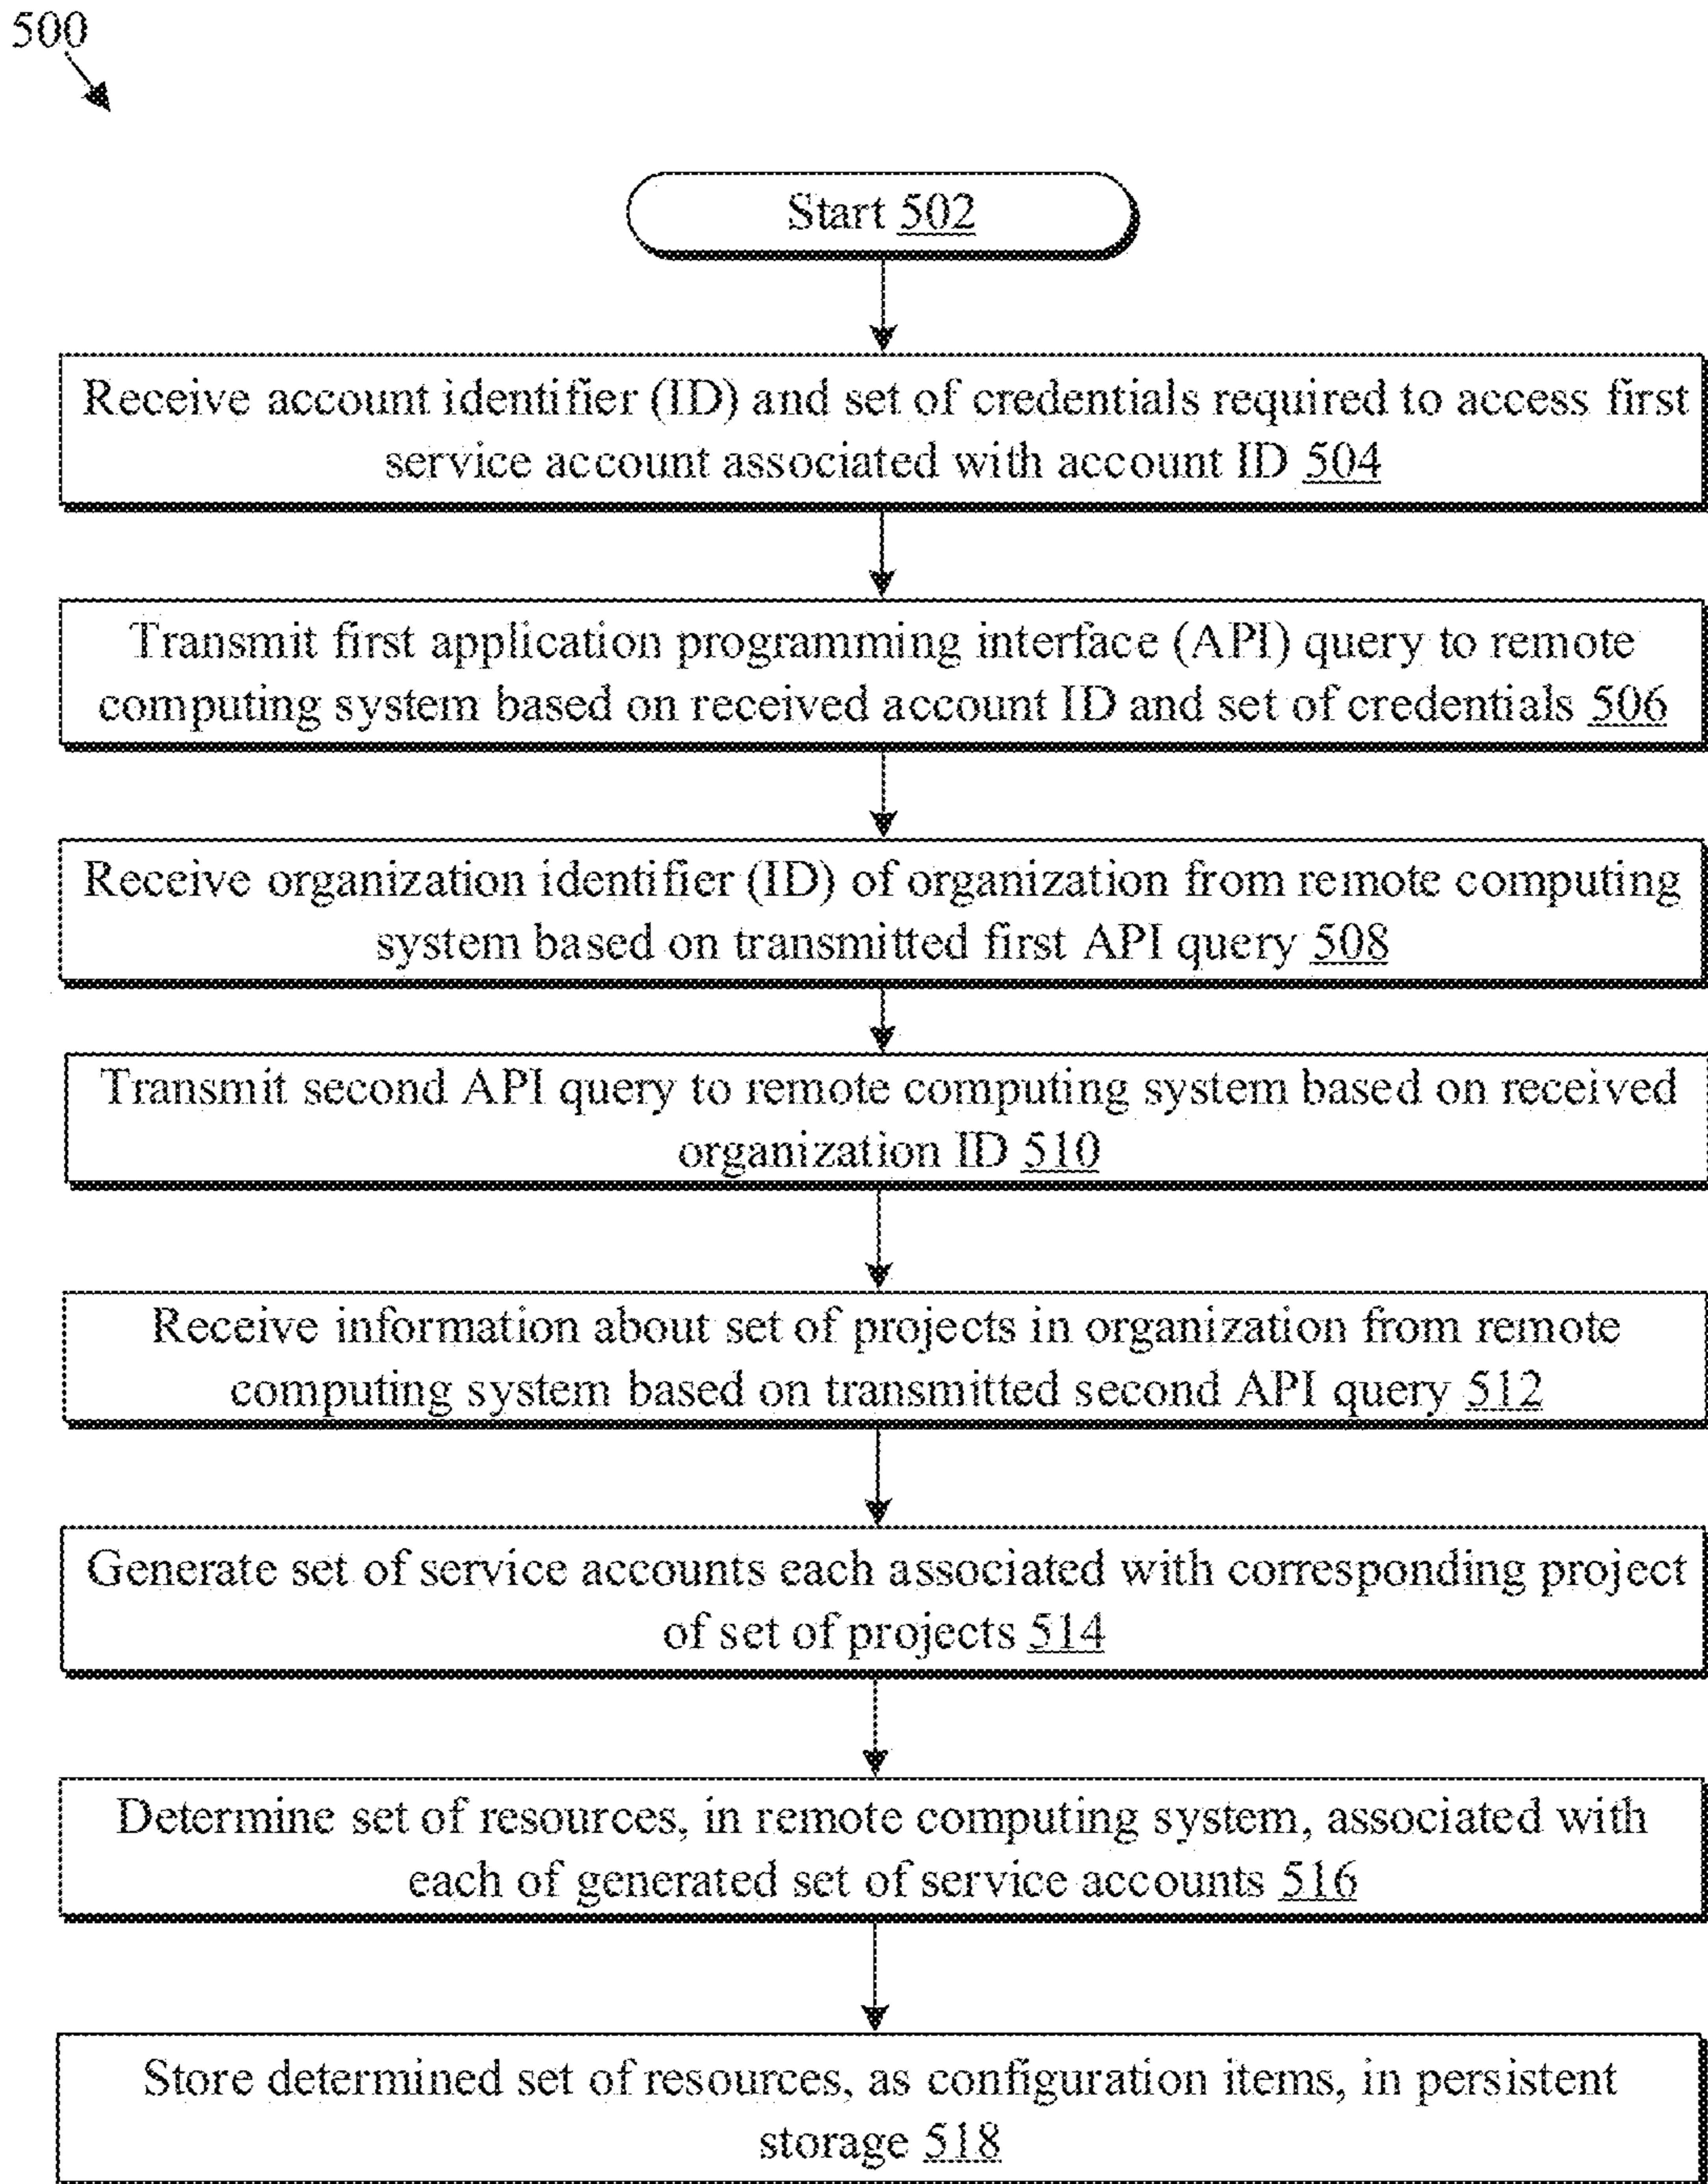 500
Start 502
Receive account identifier (ID) and set of credentials required to access first
service account associated with account ID 504
Transmit first application programming interface (API) query to remote
computing system based on received account ID and set of credentials 506
Receive organization identifier (ID) of organization from remote computing
system based on transmitted first API query 508
Transmit second API query to remote computing system based on received
organization ID 510
Receive information about set of projects in organization from remote
computing system based on transmitted second API query 512
Generate set of service accounts each associated with corresponding project
of set of projects 514
Determine set of resources, in remote computing system, associated with
each of generated set of service accounts 516
Store determined set of resources, as configuration items, in persistent
storage 518